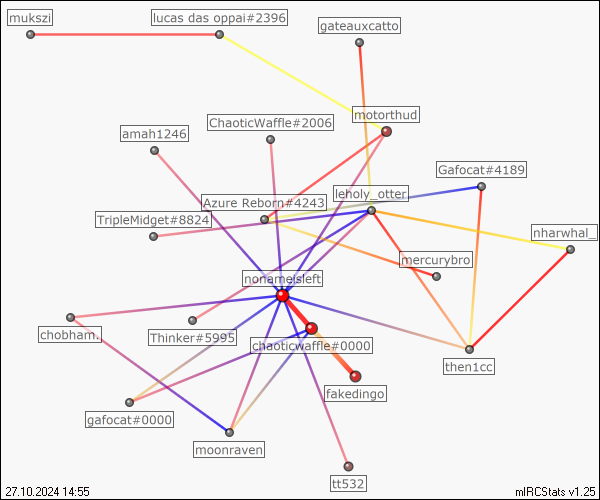 mukszi
lucas das oppai#2396
gateauxcatto
motorthud
ChaoticWaffle#2006
amah1246
Gafocat#4189
leholy_otter
Azure Reborn#4243
TripleMidget#8824
nharwhal_
mercurybro
nonameisleft
chobham
Thinker#5995
chaoticwaffle#0000
then1cc
fakedingo
gafocat#0000
moonraven
tt532
27.10.2024 14:55
mIRCStats v1.25